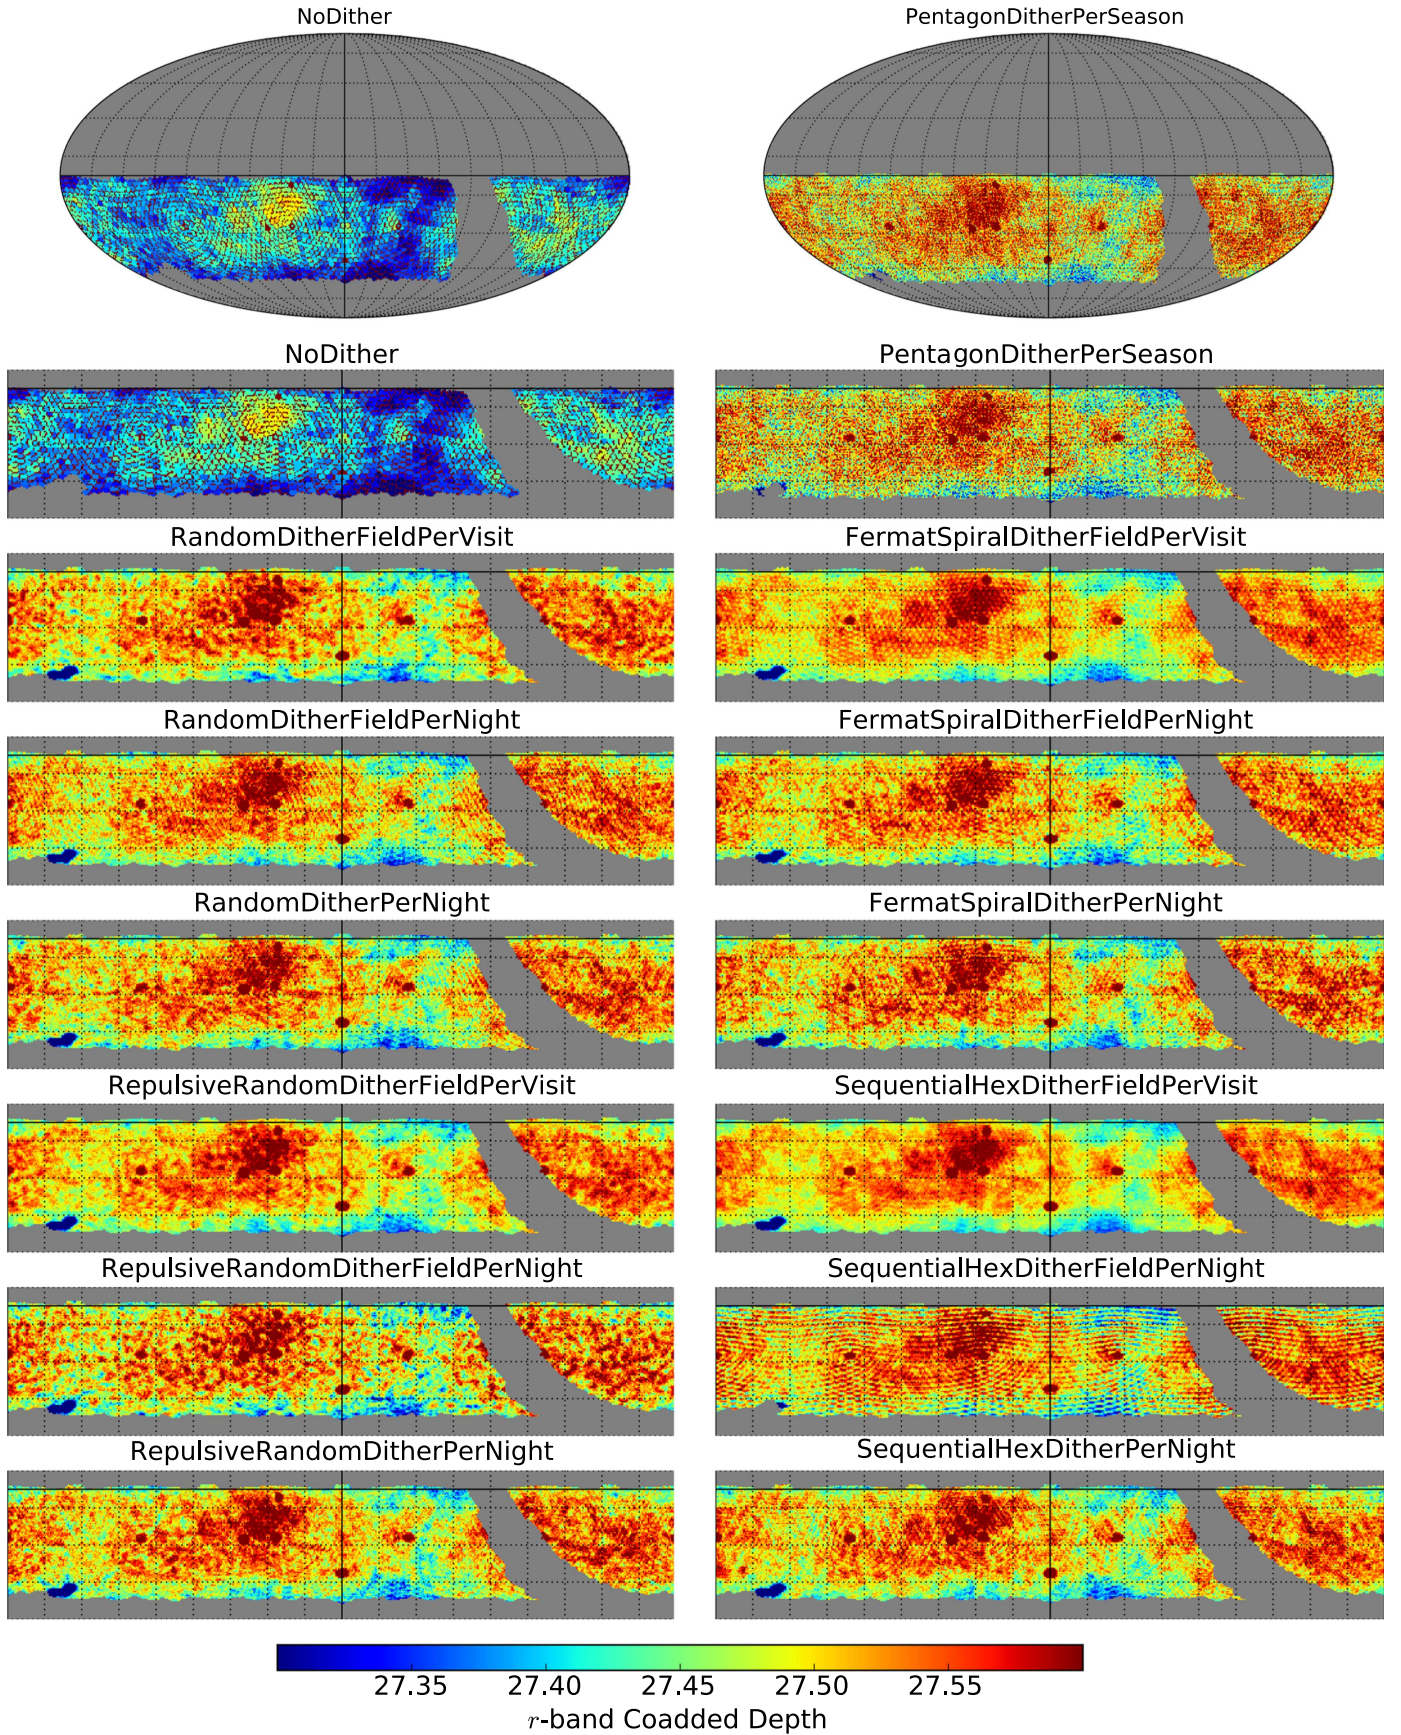 NoDither
PentagonDitherPerSeason
NoDither
PentagonDitherPerSeason
RandomDitherFieldPerVisit
FermatSpiralDitherFieldPerVisit
RandomDitherFieldPerNight
FermatSpiralDitherFieldPerNight
RandomDitherPerNight
FermatSpiralDitherPerNight
RepulsiveRandomDitherFieldPerVisit
SequentialHexDitherFieldPerVisit
RepulsiveRandomDitherFieldPerNight
SequentialHexDitherFieldPerNight
RepulsiveRandomDitherPerNight
SequentialHexDitherPerNight
27.35 27.40 27.45 27.50 27.55
r-band Coadded Depth